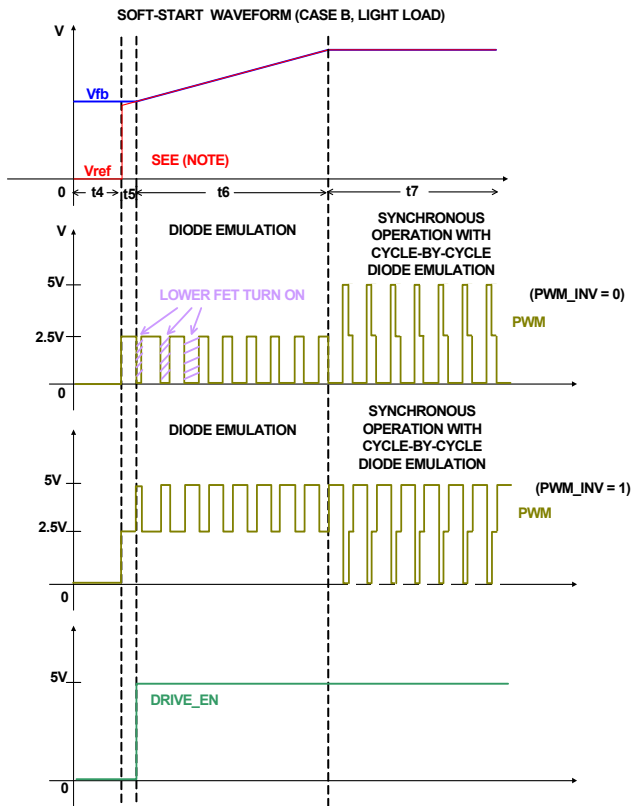 SOFT-START WAVEFORM (CASE B, LIGHT LOAD)
V
Vfb
Vref
SEE (NOTE)
0
t4
t5
t6
t7
V
DIODE EMULATION
SYNCHRONOUS
OPERATION WITH
CYCLE-BY-CYCLE
DIODE EMULATION
5V
LOWER FET TURN ON
(PWM_INV = 0)
PWM
2.5V
0
DIODE EMULATION
SYNCHRONOUS
OPERATION WITH
CYCLE-BY-CYCLE
DIODE EMULATION
5V
(PWM_INV = 1)
PWM
2.5V
0
5V
DRIVE_EN
0